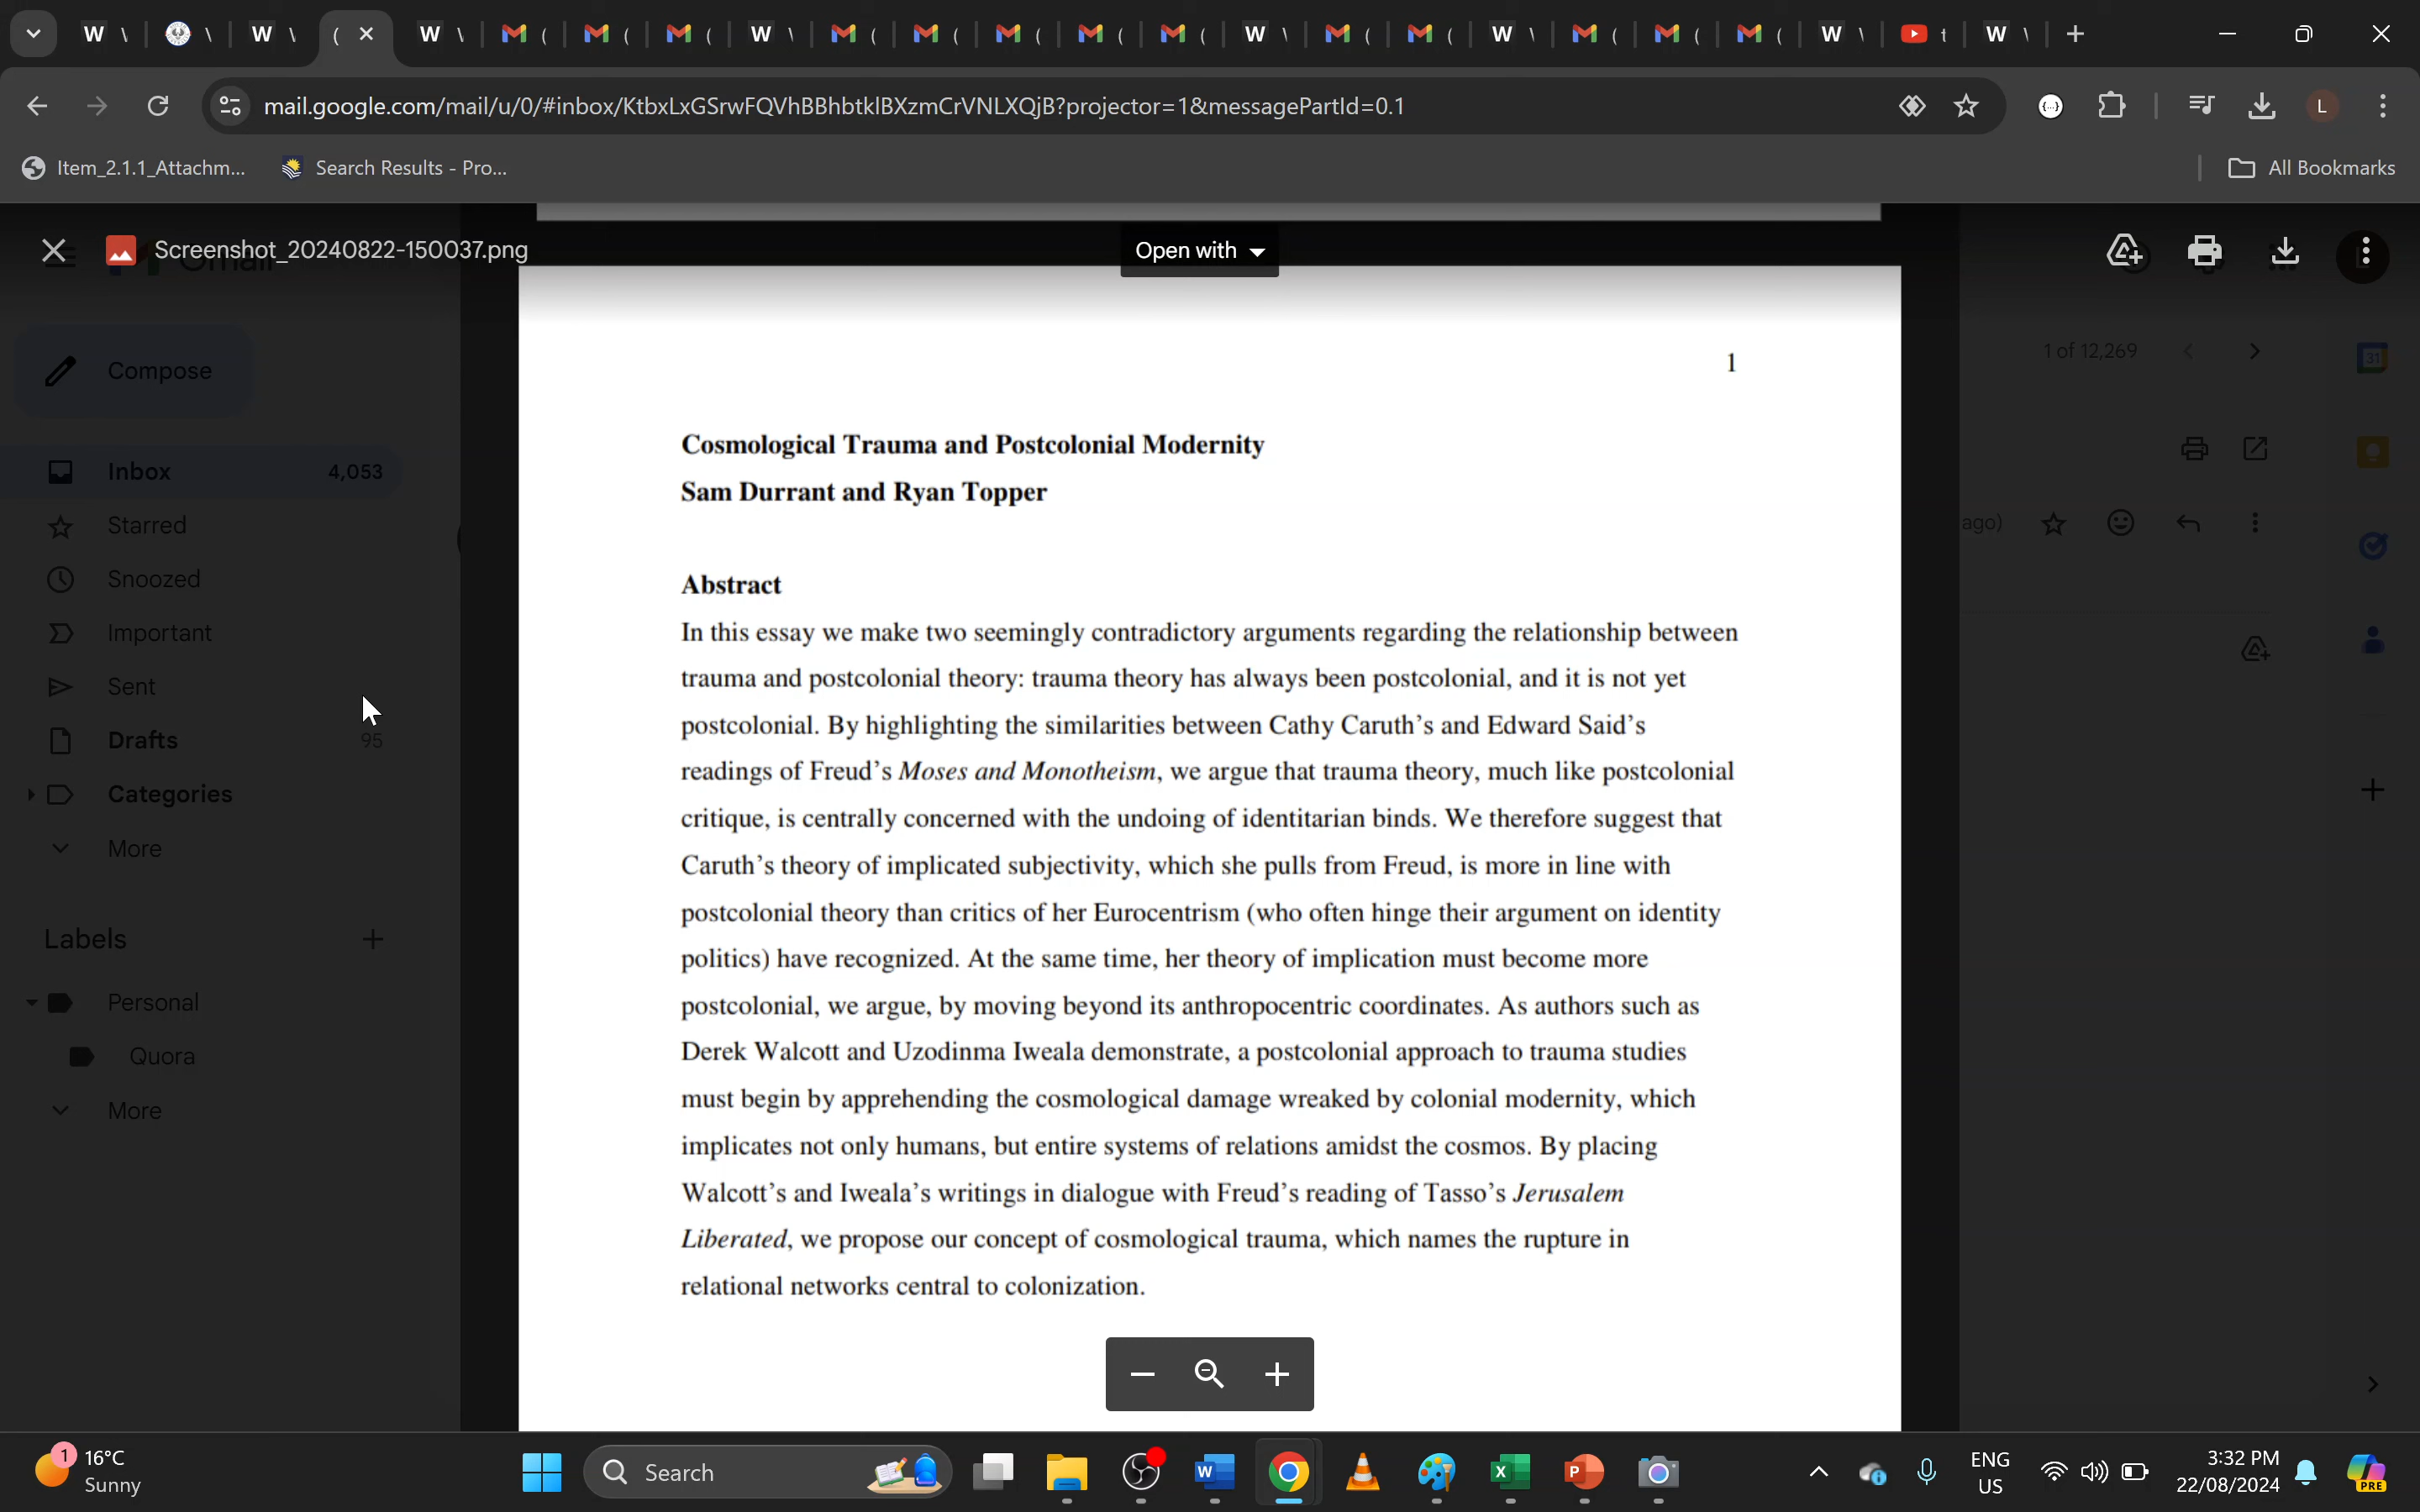 W
W
W
W
W
W
W
W
mail.google.com/mail/u/0/#inbox/KtbxLxGSrwFQVhBBhbtklBXzmCrVNLXQjB?projector=1&messagePartId=0.1
L
Item_2.1.1_Attachm...
Search Results - Pro...
All Bookmarks
Screenshot_20240822-150037.png
Open with
Compose
1 of 12,269
Inbox 4,053
Starred
Snoozed
Important
Sent
Drafts 95
Categories
More
Labels
Personal
Quora
More
ago)
31
1
Cosmological Trauma and Postcolonial Modernity
Sam Durrant and Ryan Topper
Abstract
In this essay we make two seemingly contradictory arguments regarding the relationship between
trauma and postcolonial theory: trauma theory has always been postcolonial, and it is not yet
postcolonial. By highlighting the similarities between Cathy Caruth’s and Edward Said’s
readings of Freud’s Moses and Monotheism, we argue that trauma theory, much like postcolonial
critique, is centrally concerned with the undoing of identitarian binds. We therefore suggest that
Caruth’s theory of implicated subjectivity, which she pulls from Freud, is more in line with
postcolonial theory than critics of her Eurocentrism (who often hinge their argument on identity
politics) have recognized. At the same time, her theory of implication must become more
postcolonial, we argue, by moving beyond its anthropocentric coordinates. As authors such as
Derek Walcott and Uzodinma Iweala demonstrate, a postcolonial approach to trauma studies
must begin by apprehending the cosmological damage wreaked by colonial modernity, which
implicates not only humans, but entire systems of relations amidst the cosmos. By placing
Walcott’s and Iweala’s writings in dialogue with Freud’s reading of Tasso’s Jerusalem
Liberated, we propose our concept of cosmological trauma, which names the rupture in
relational networks central to colonization.
1
16°C
Sunny
Search
ENG
US
3:32 PM
22/08/2024
PRE